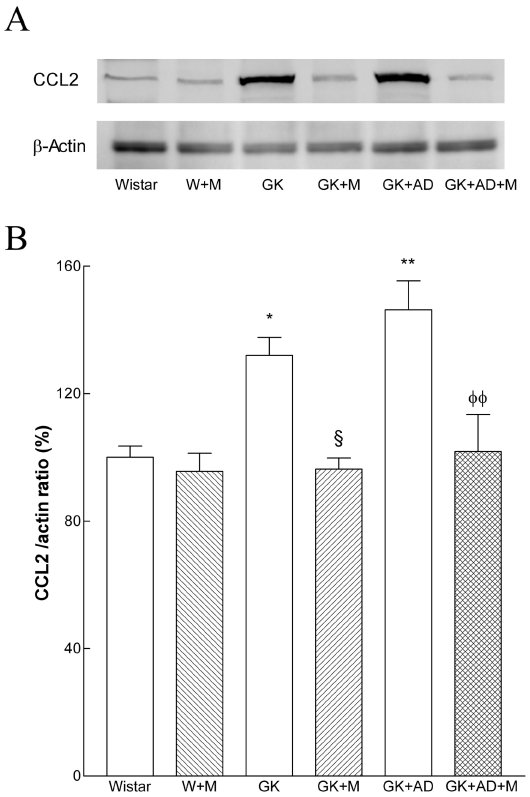 A
CCL2
β-Actin
Wistar W+M GK GK+M GK+AD GK+AD+M
B
CCL2 /actin ratio (%)
160
120
80
40
0
*
§
**
ϕϕ
Wistar W+M GK GK+M GK+AD GK+AD+M